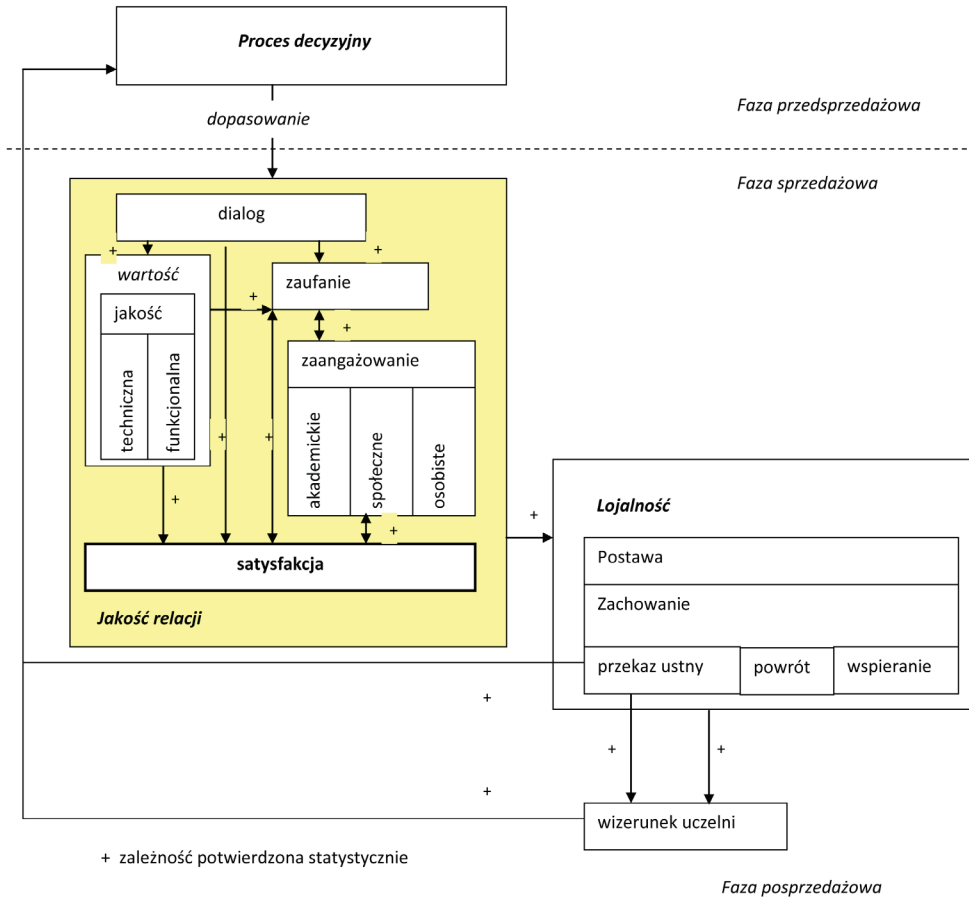 Proces decyzyjny
Faza przedsprzedażowa
dopasowanie
Faza sprzedażowa
dialog
+
+
wartość
zaufanie
+
jakość
+
zaangażowanie
techniczna
funkcjonalna
+
+
akademickie
społeczne
osobiste
+
+
+
Lojalność
satysfakcja
Postawa
Zachowanie
Jakość relacji
przekaz ustny
powrót
wspieranie
+
+
+
+
wizerunek uczelni
+ zależność potwierdzona statystycznie
Faza posprzedażowa